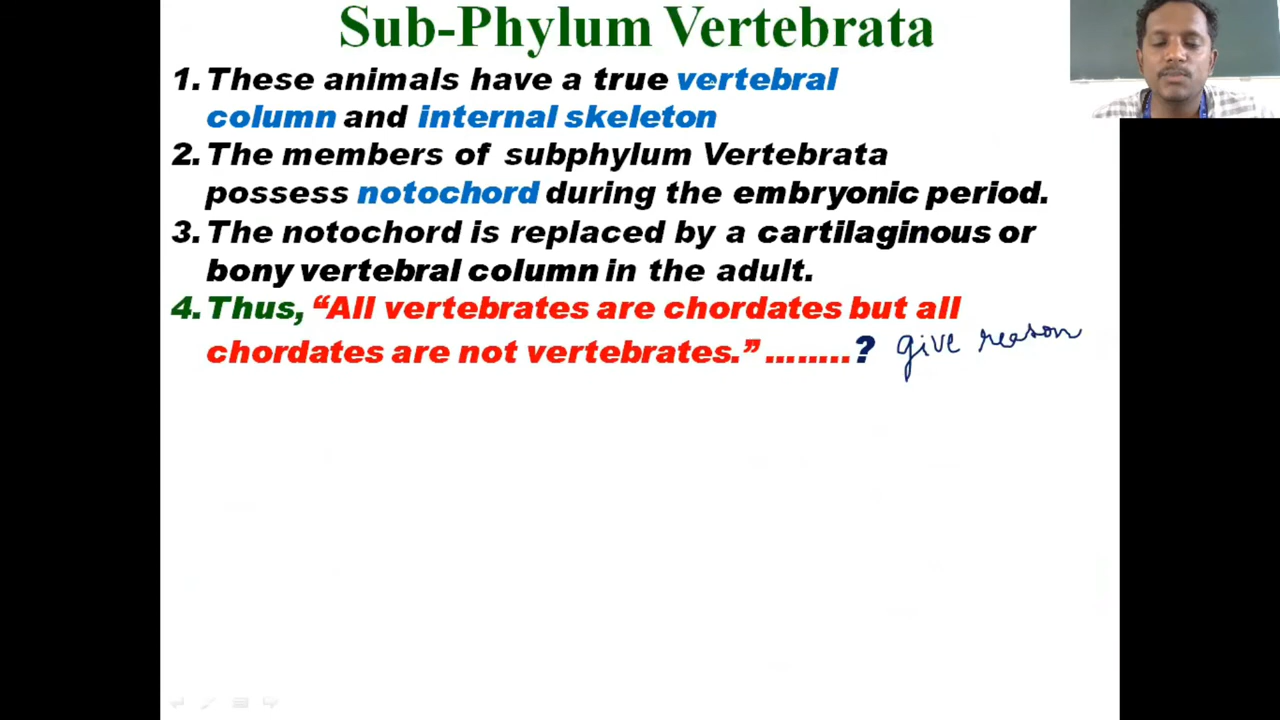 Sub-Phylum Vertebrata
1. These animals have a true vertebral
column and internal skeleton
2. The members of subphylum Vertebrata
possess notochord during the embryonic period.
3. The notochord is replaced by a cartilaginous or
bony vertebral column in the adult.
4. Thus, “All vertebrates are chordates but all
chordates are not vertebrates.” ........? give reason